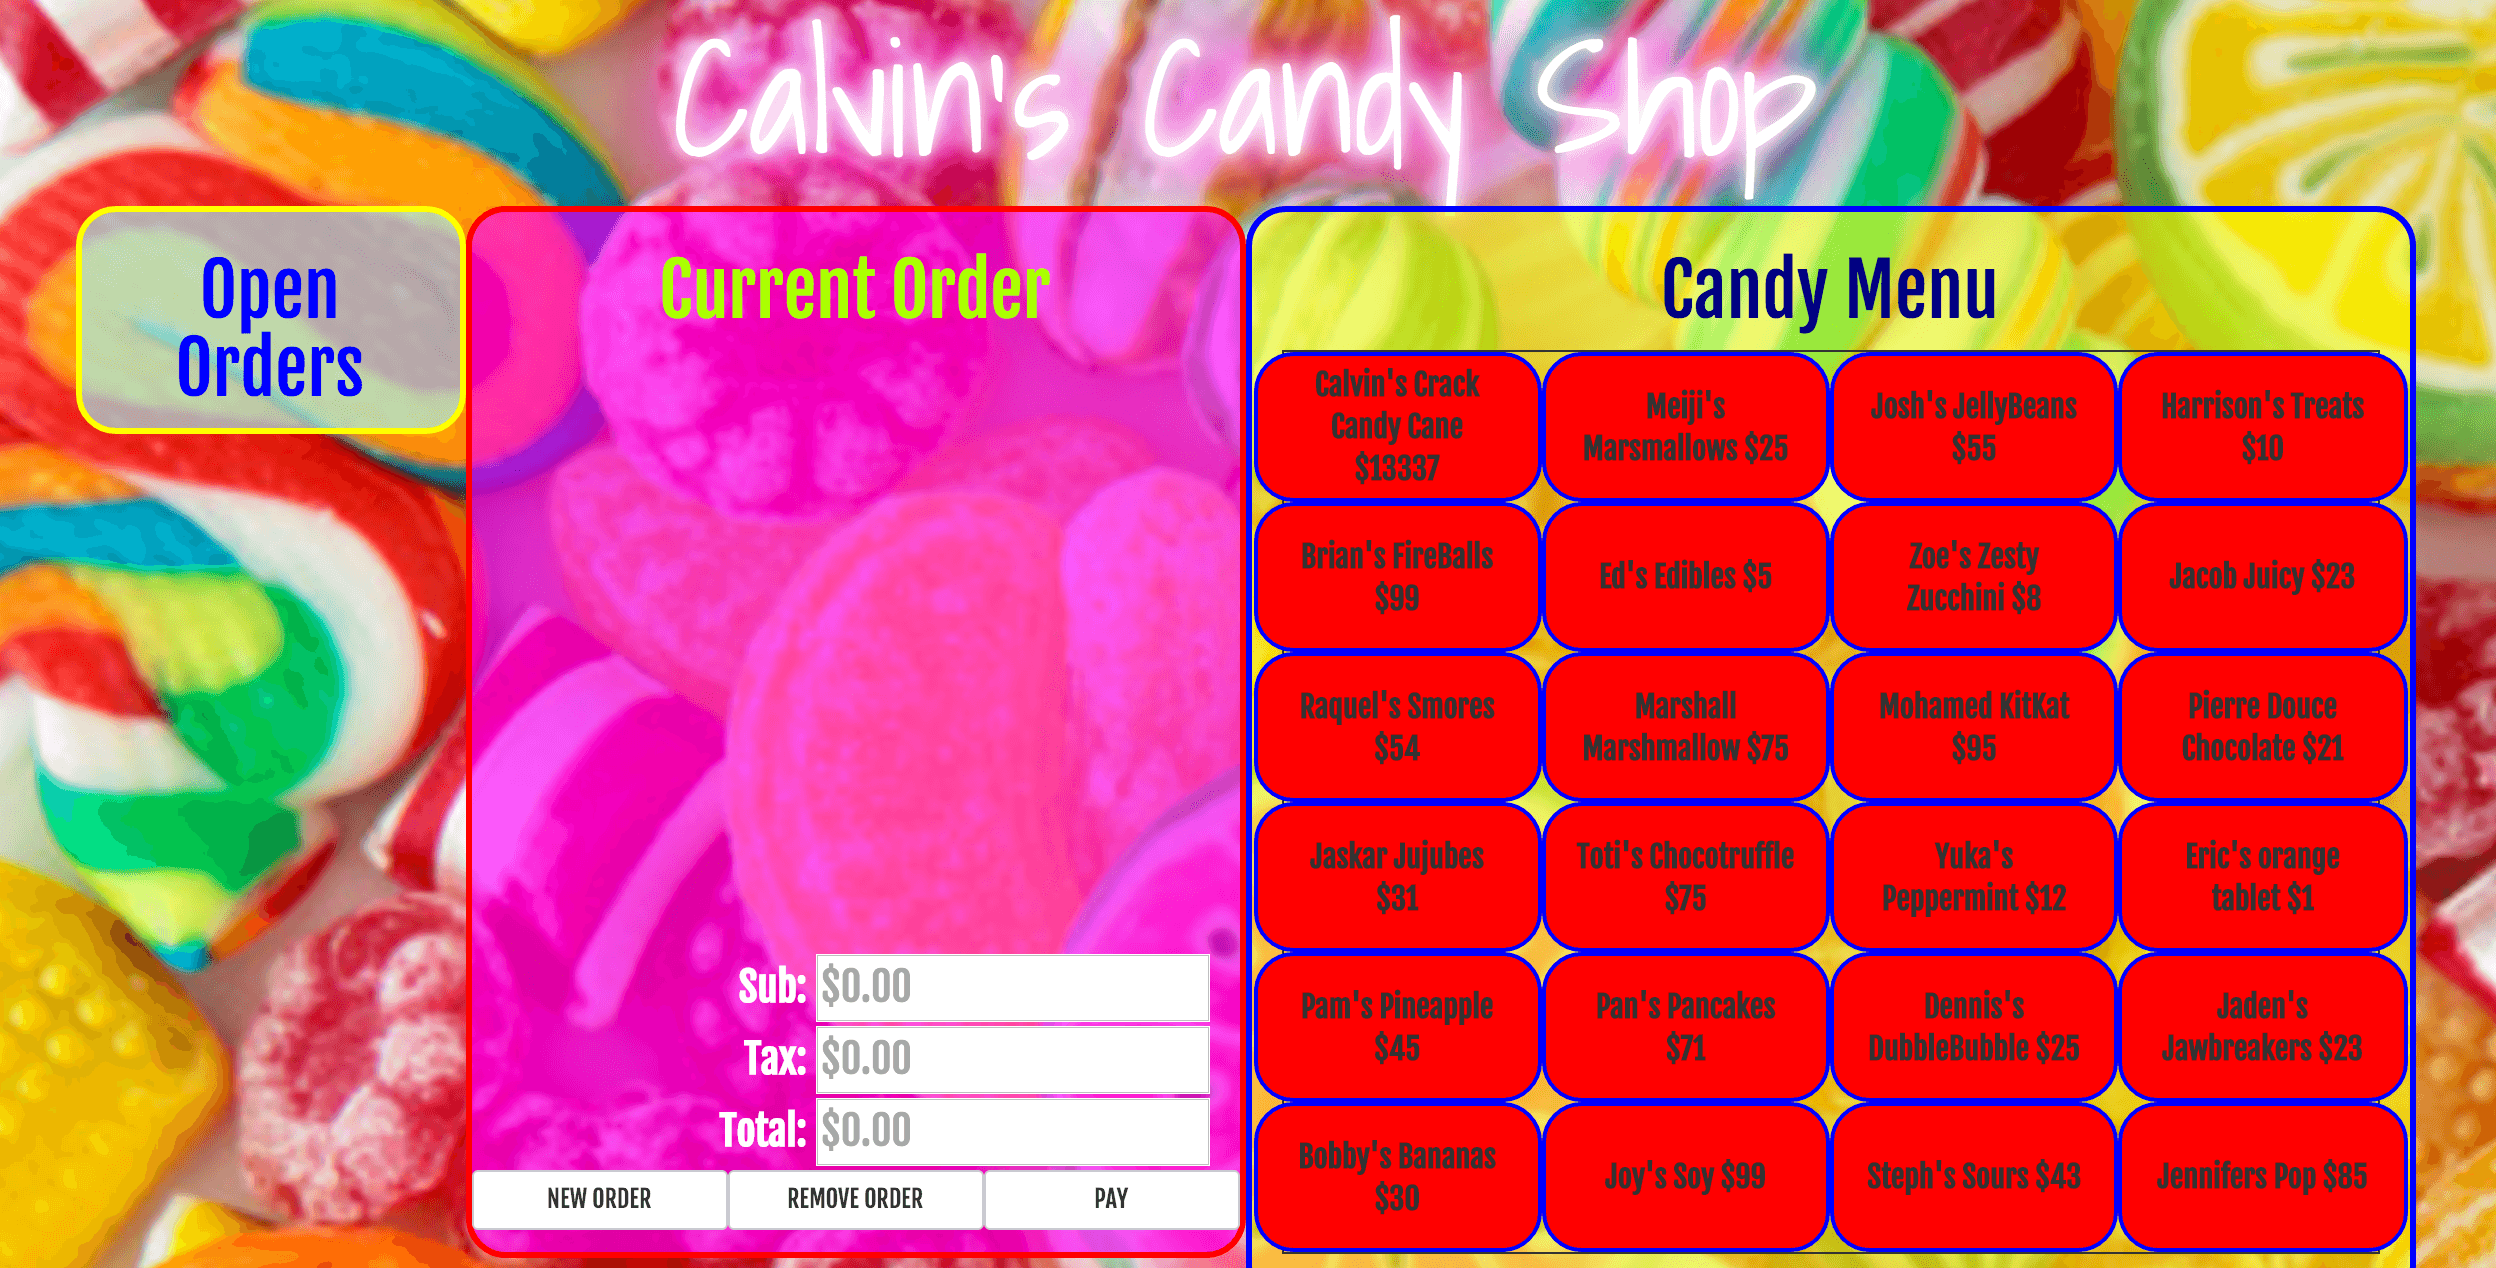 Calvin's Candy Shop
Open
Orders
Current Order
Sub: $0.00
Tax: $0.00
Total: $0.00
NEW ORDER
REMOVE ORDER
PAY
Candy Menu
Calvin's Crack
Candy Cane
$13337
Meiji's
Marsmallows $25
Josh's JellyBeans
$55
Harrison's Treats
$10
Brian's FireBalls
$99
Ed's Edibles $5
Zoe's Zesty
Zucchini $8
Jacob Juicy $23
Raquel's Smores
$54
Marshall
Marshmallow $75
Mohamed KitKat
$95
Pierre Douce
Chocolate $21
Jaskar Jujubes
$31
Toti's Chocotruffle
$75
Yuka's
Peppermint $12
Eric's orange
tablet $1
Pam's Pineapple
$45
Pan's Pancakes
$71
Dennis's
DubbleBubble $25
Jaden's
Jawbreakers $23
Bobby's Bananas
$30
Joy's Soy $99
Steph's Sours $43
Jennifers Pop $85